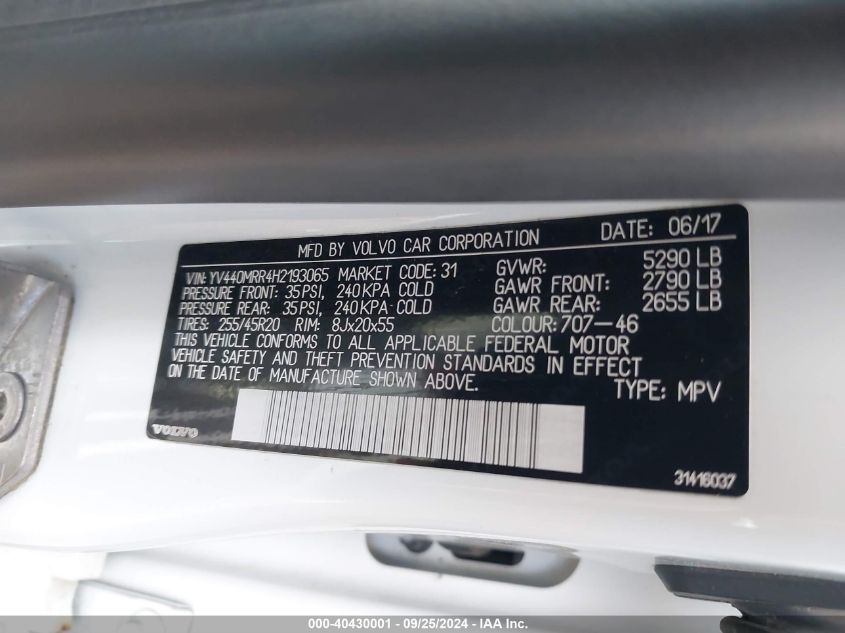 MFD BY VOLVO CAR CORPORATION DATE: 06/17
VIN: YV440MRR4H2193065 MARKET CODE: 31 GVWR: 5290 LB
PRESSURE FRONT: 35PSI, 240KPA COLD GAWR FRONT: 2790 LB
PRESSURE REAR: 35PSI, 240KPA COLD GAWR REAR: 2655 LB
TIRES: 255/45R20 RIM: 8Jx20x55 COLOUR: 707-46
THIS VEHICLE CONFORMS TO ALL APPLICABLE FEDERAL MOTOR
VEHICLE SAFETY AND THEFT PREVENTION STANDARDS IN EFFECT
ON THE DATE OF MANUFACTURE SHOWN ABOVE.
TYPE: MPV
VOLVO
31416037
000-40430001 - 09/25/2024 - IAA Inc.